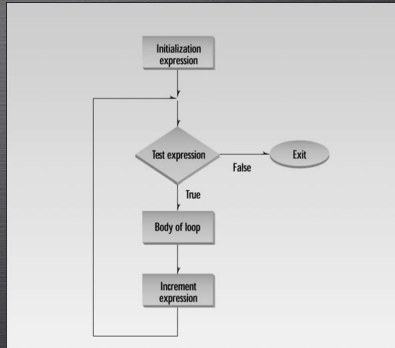 Initialization
expression
Test expression
Exit
False
True
Body of loop
Increment
expression